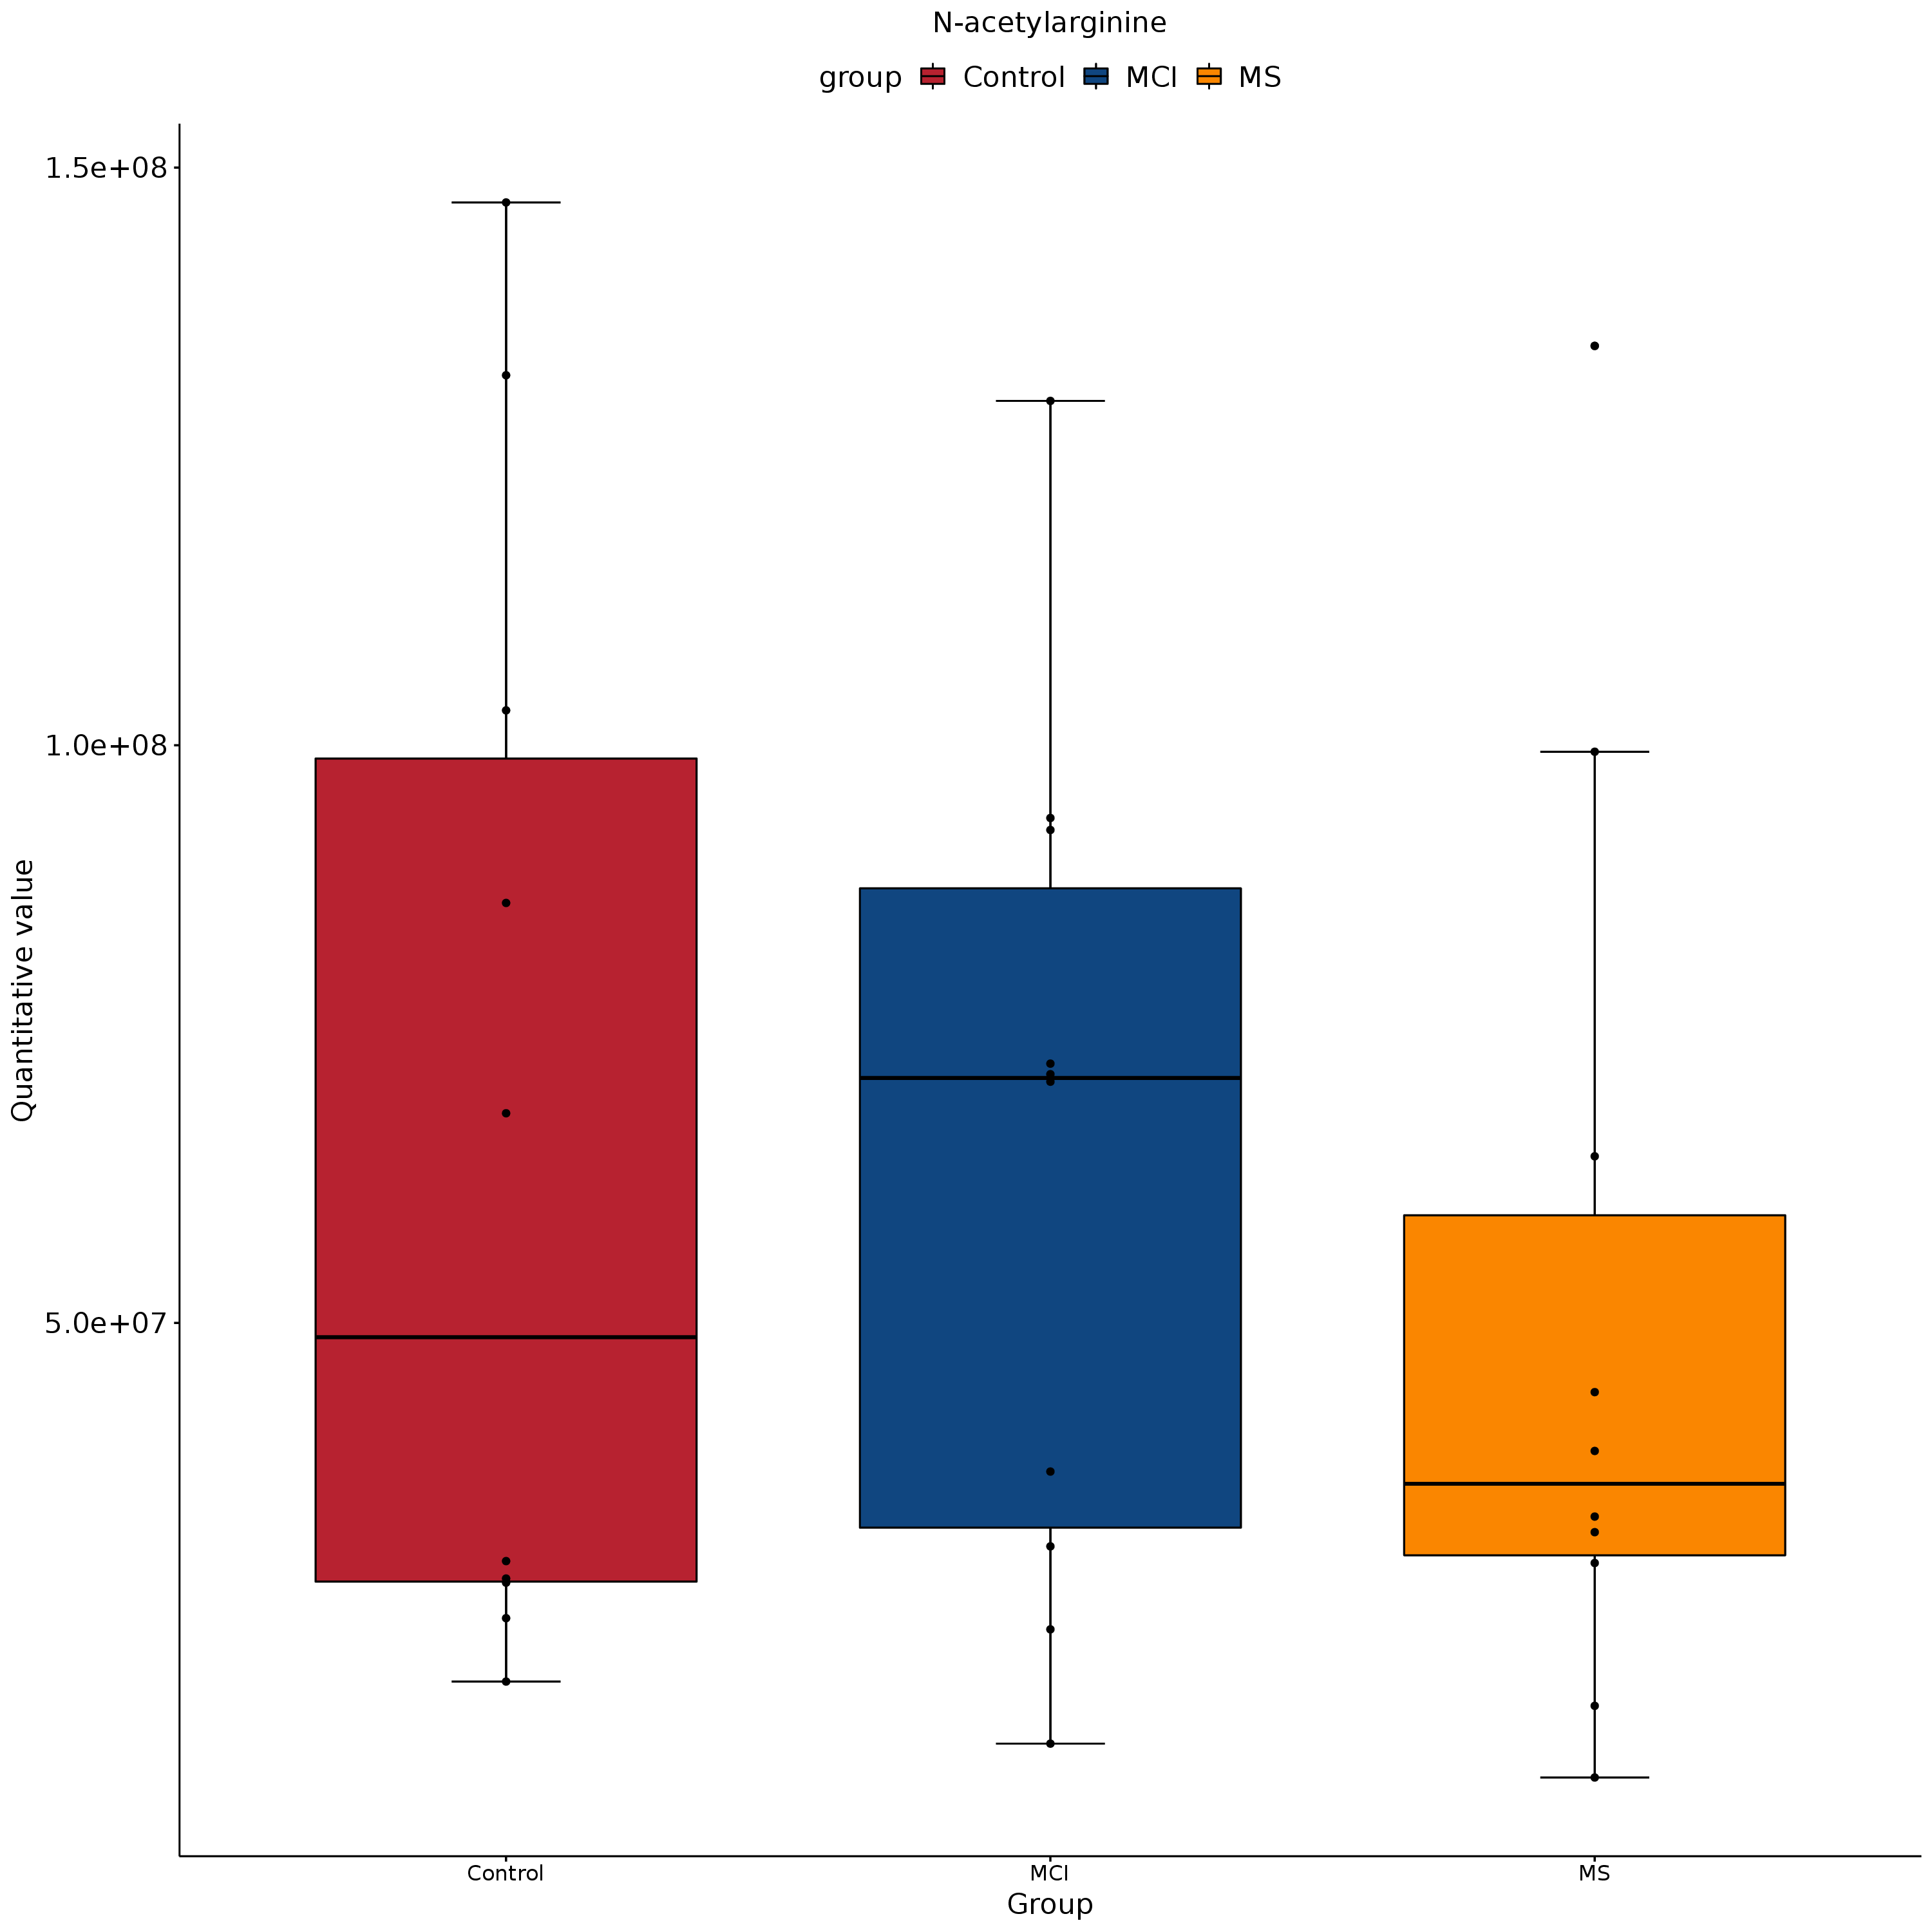 N-acetylarginine
group Control MCI MS
1.5e+08
1.0e+08
5.0e+07
Quantitative value
Control MCI MS
Group